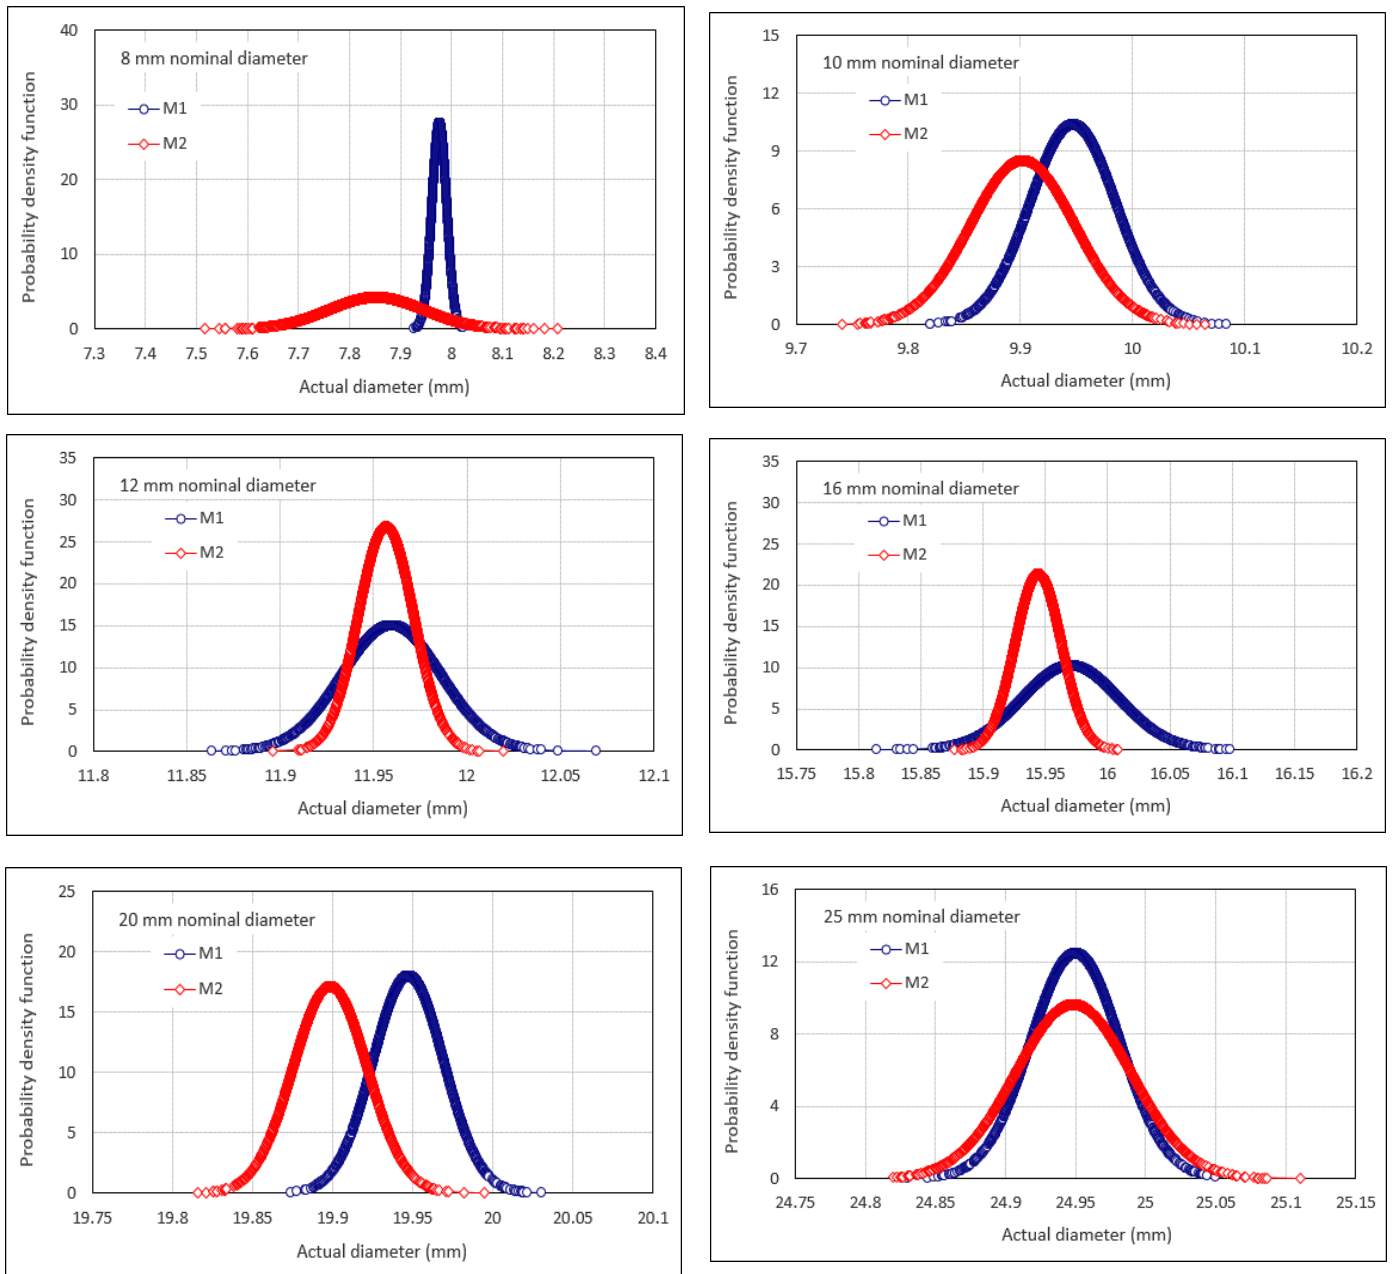 8 mm nominal diameter
M1
M2
Probability density function
40
30
20
10
0
7.3 7.4 7.5 7.6 7.7 7.8 7.9 8 8.1 8.2 8.3 8.4
Actual diameter (mm)
10 mm nominal diameter
M1
M2
Probability density function
15
12
9
6
3
0
9.7 9.8 9.9 10 10.1 10.2
Actual diameter (mm)
12 mm nominal diameter
M1
M2
Probability density function
35
30
25
20
15
10
5
0
11.8 11.85 11.9 11.95 12 12.05 12.1
Actual diameter (mm)
16 mm nominal diameter
M1
M2
Probability density function
35
30
25
20
15
10
5
0
15.75 15.8 15.85 15.9 15.95 16 16.05 16.1 16.15 16.2
Actual diameter (mm)
20 mm nominal diameter
M1
M2
Probability density function
25
20
15
10
5
0
19.75 19.8 19.85 19.9 19.95 20 20.05 20.1
Actual diameter (mm)
25 mm nominal diameter
M1
M2
Probability density function
16
12
8
4
0
24.75 24.8 24.85 24.9 24.95 25 25.05 25.1 25.15
Actual diameter (mm)